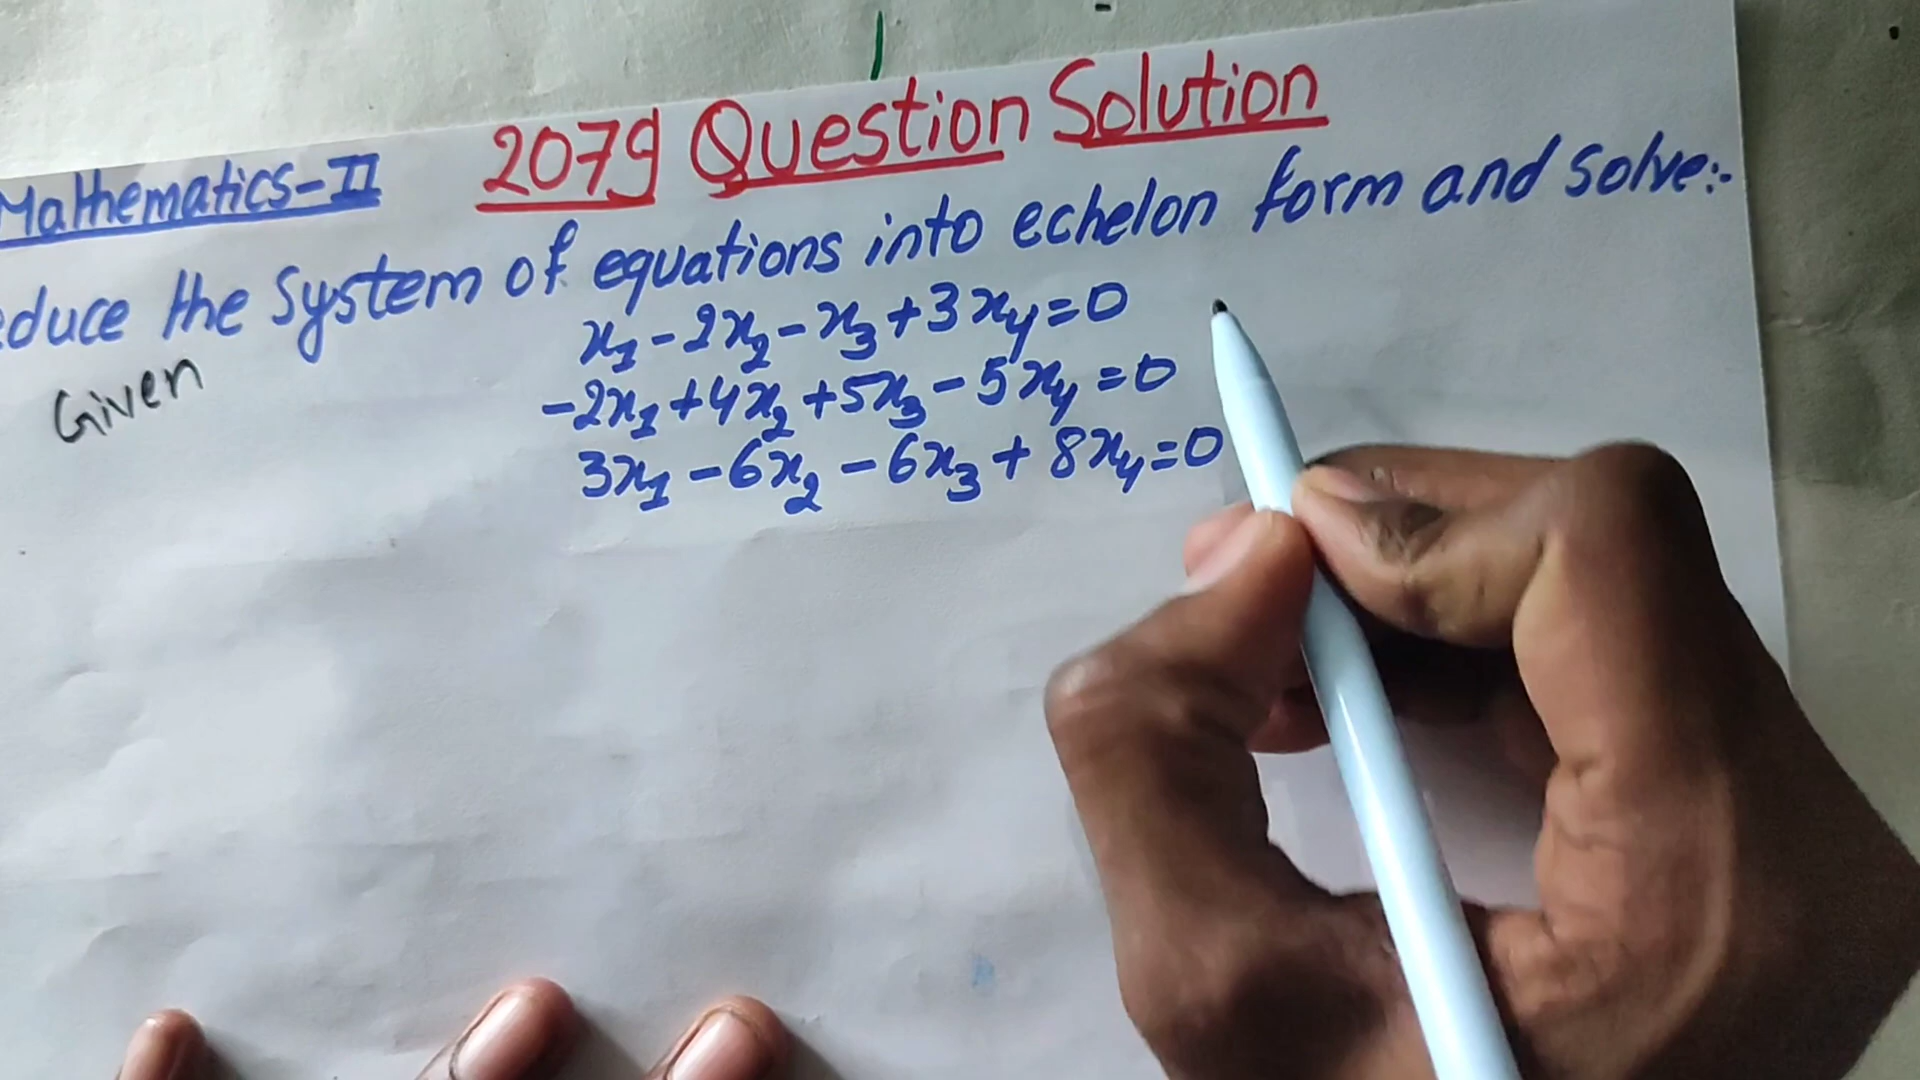 2079 Question Solution
Mathematics-II
educe the System of equations into echelon form and solve:-
x₁ - 2x₂ - x₃ + 3x₄ = 0
Given
-2x₁ + 4x₂ + 5x₃ - 5x₄ = 0
3x₁ - 6x₂ - 6x₃ + 8x₄ = 0